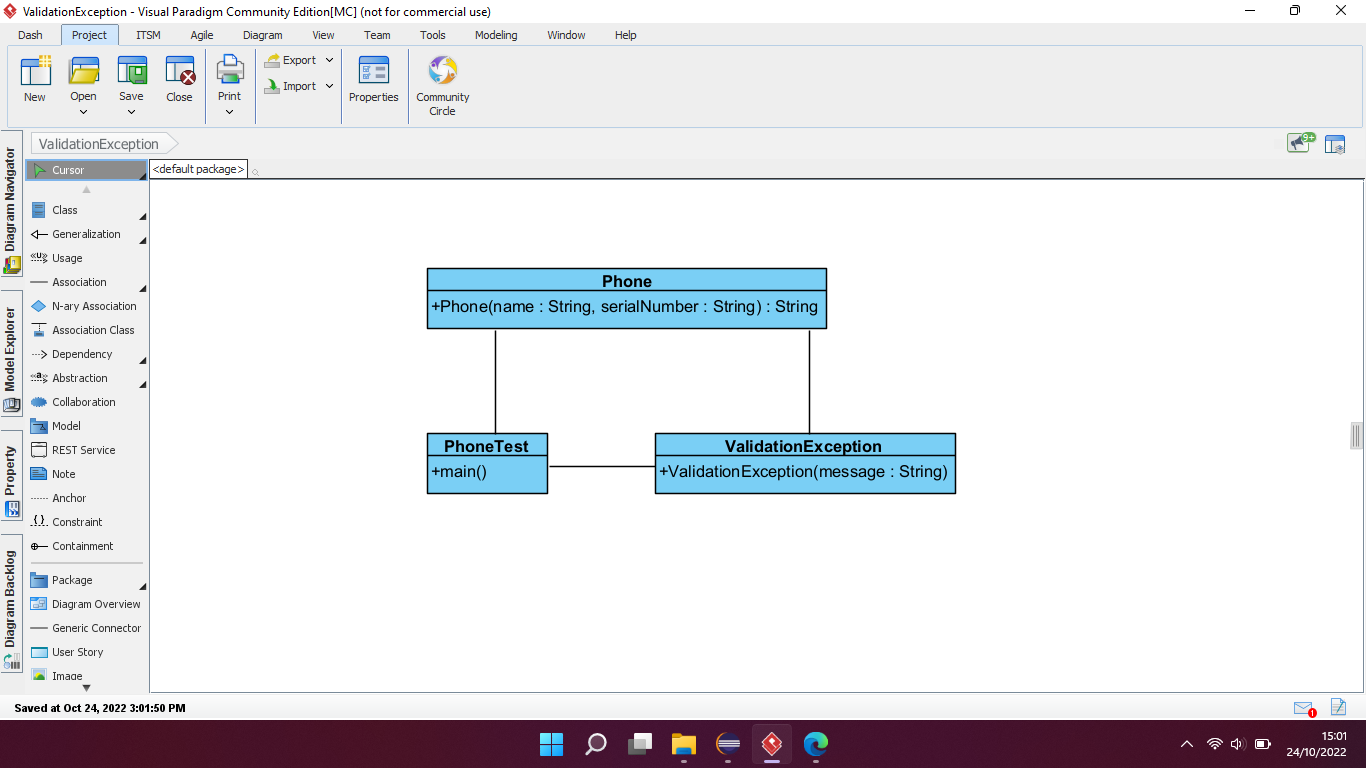 ValidationException - Visual Paradigm Community Edition[MC] (not for commercial use)
Dash Project ITSM Agile Diagram View Team Tools Modeling Window Help
New Open Save Close Print Export Import Properties Community Circle
ValidationException
9+
Diagram Navigator
Model Explorer
Property
Diagram Backlog
Cursor
<default package>
Class
Generalization
«U» Usage
Association
N-ary Association
Association Class
Dependency
«a» Abstraction
Collaboration
Model
REST Service
Note
Anchor
{} Constraint
Containment
Package
Diagram Overview
Generic Connector
User Story
Image
Phone
+Phone(name : String, serialNumber : String) : String
PhoneTest
+main()
ValidationException
+ValidationException(message : String)
Saved at Oct 24, 2022 3:01:50 PM
1
15:01
24/10/2022